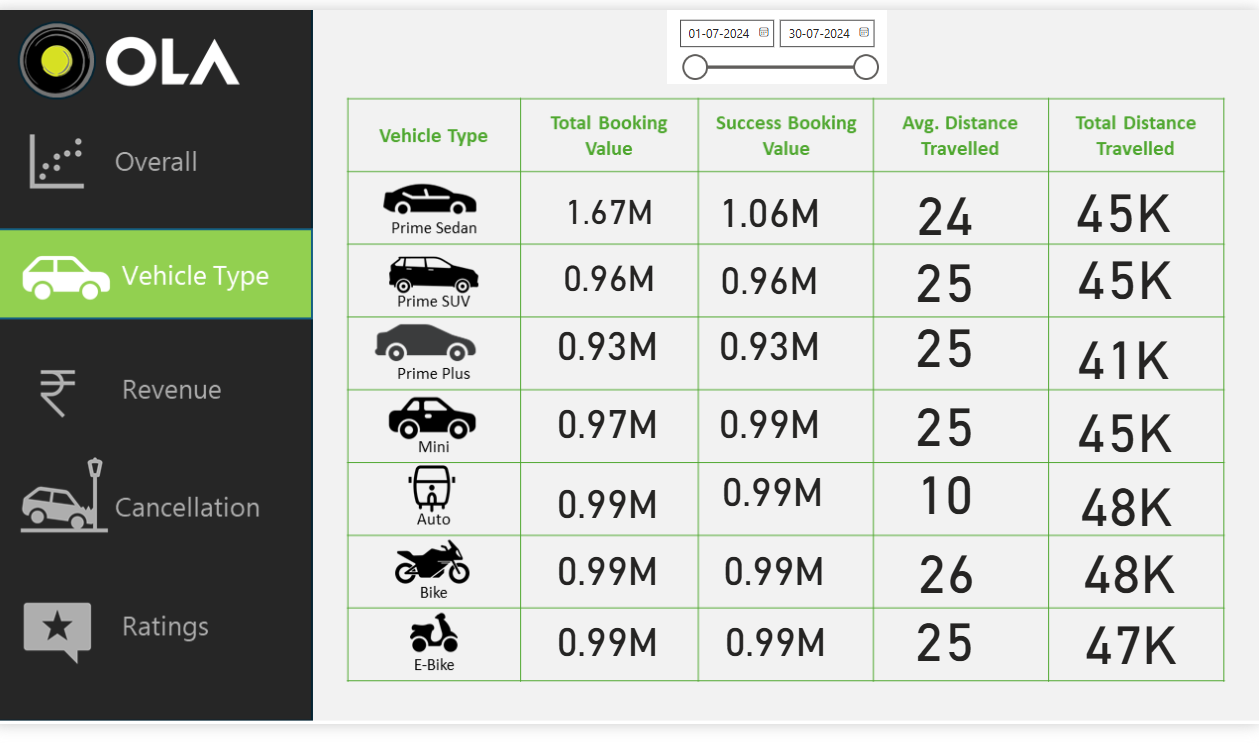 OLA
01-07-2024 30-07-2024
Overall
Vehicle Type
Revenue
Cancellation
Ratings
Vehicle Type Total Booking Value Success Booking Value Avg. Distance Travelled Total Distance Travelled
Prime Sedan 1.67M 1.06M 24 45K
Prime SUV 0.96M 0.96M 25 45K
Prime Plus 0.93M 0.93M 25 41K
Mini 0.97M 0.99M 25 45K
Auto 0.99M 0.99M 10 48K
Bike 0.99M 0.99M 26 48K
E-Bike 0.99M 0.99M 25 47K